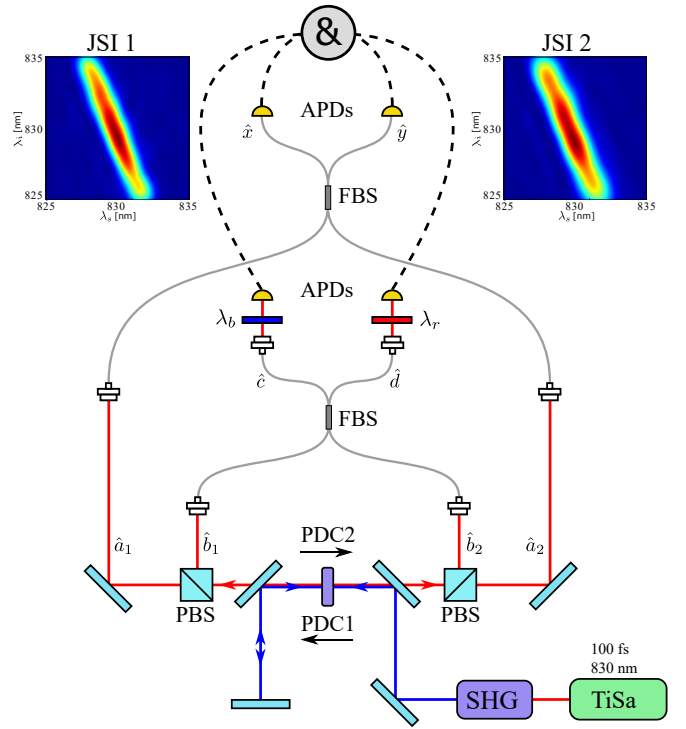 &
JSI 1
835
830
825
λi [nm]
825
830
835
λs [nm]
JSI 2
835
830
825
λi [nm]
825
830
835
λs [nm]
APDs
x̂
ŷ
FBS
APDs
λb
λr
ĉ
d̂
FBS
â1
b̂1
PDC2
b̂2
â2
PBS
PDC1
PBS
100 fs
830 nm
SHG
TiSa